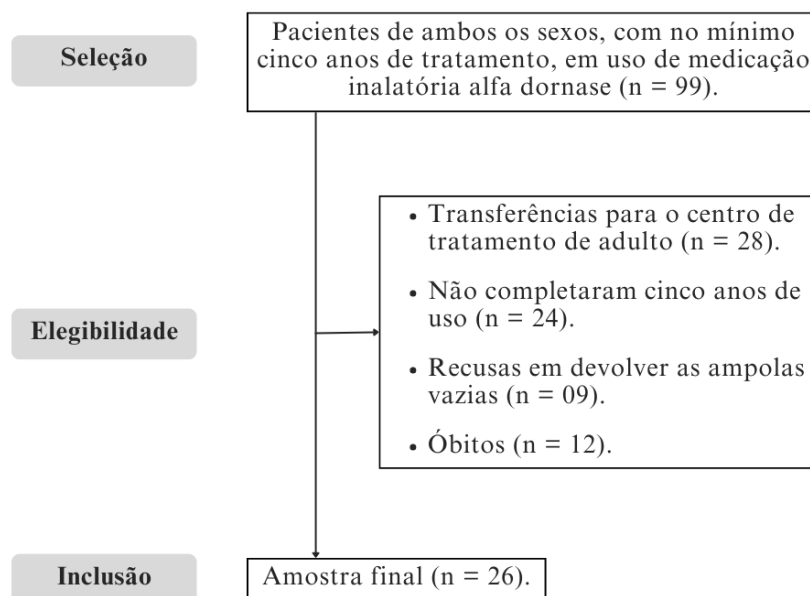 Seleção
Pacientes de ambos os sexos, com no mínimo
cinco anos de tratamento, em uso de medicação
inalatória alfa dornase (n = 99).
Elegibilidade
• Transferências para o centro de
tratamento de adulto (n = 28).
• Não completaram cinco anos de
uso (n = 24).
• Recusas em devolver as ampolas
vazias (n = 09).
• Óbitos (n = 12).
Inclusão
Amostra final (n = 26).